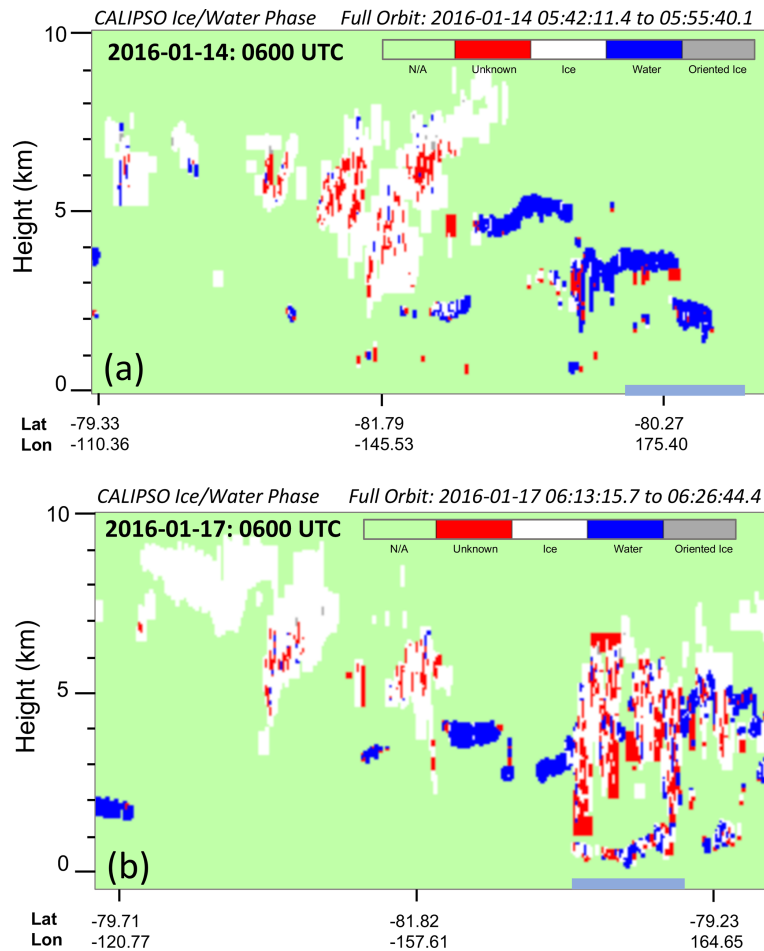 CALIPSO Ice/Water Phase Full Orbit: 2016-01-14 05:42:11.4 to 05:55:40.1
10
2016-01-14: 0600 UTC
N/A Unknown Ice Water Oriented Ice
Height (km)
5
(a)
0
Lat -79.33 -81.79 -80.27
Lon -110.36 -145.53 175.40
CALIPSO Ice/Water Phase Full Orbit: 2016-01-17 06:13:15.7 to 06:26:44.4
10
2016-01-17: 0600 UTC
N/A Unknown Ice Water Oriented Ice
Height (km)
5
(b)
0
Lat -79.71 -81.82 -79.23
Lon -120.77 -157.61 164.65